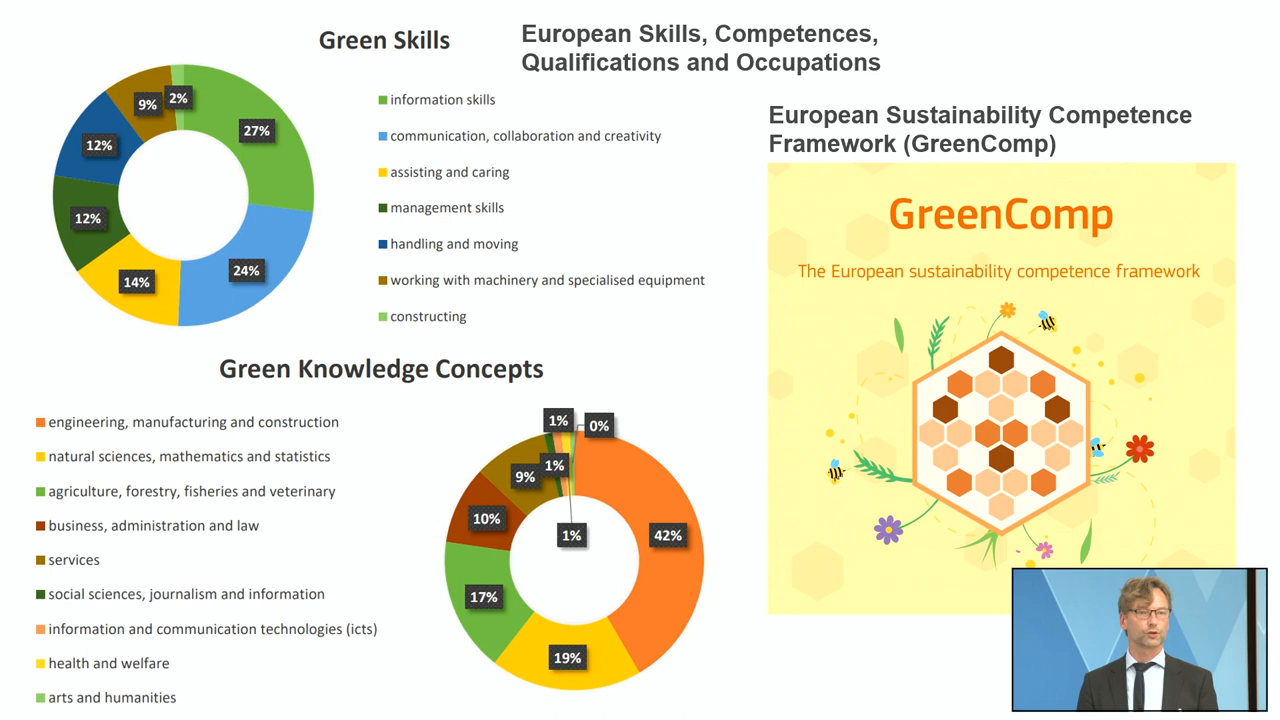 Green Skills
European Skills, Competences,
Qualifications and Occupations
27%
24%
14%
12%
12%
9%
2%
information skills
communication, collaboration and creativity
assisting and caring
management skills
handling and moving
working with machinery and specialised equipment
constructing
Green Knowledge Concepts
engineering, manufacturing and construction
natural sciences, mathematics and statistics
agriculture, forestry, fisheries and veterinary
business, administration and law
services
social sciences, journalism and information
information and communication technologies (icts)
health and welfare
arts and humanities
42%
19%
17%
10%
9%
1%
1%
1%
0%
European Sustainability Competence
Framework (GreenComp)
GreenComp
The European sustainability competence framework